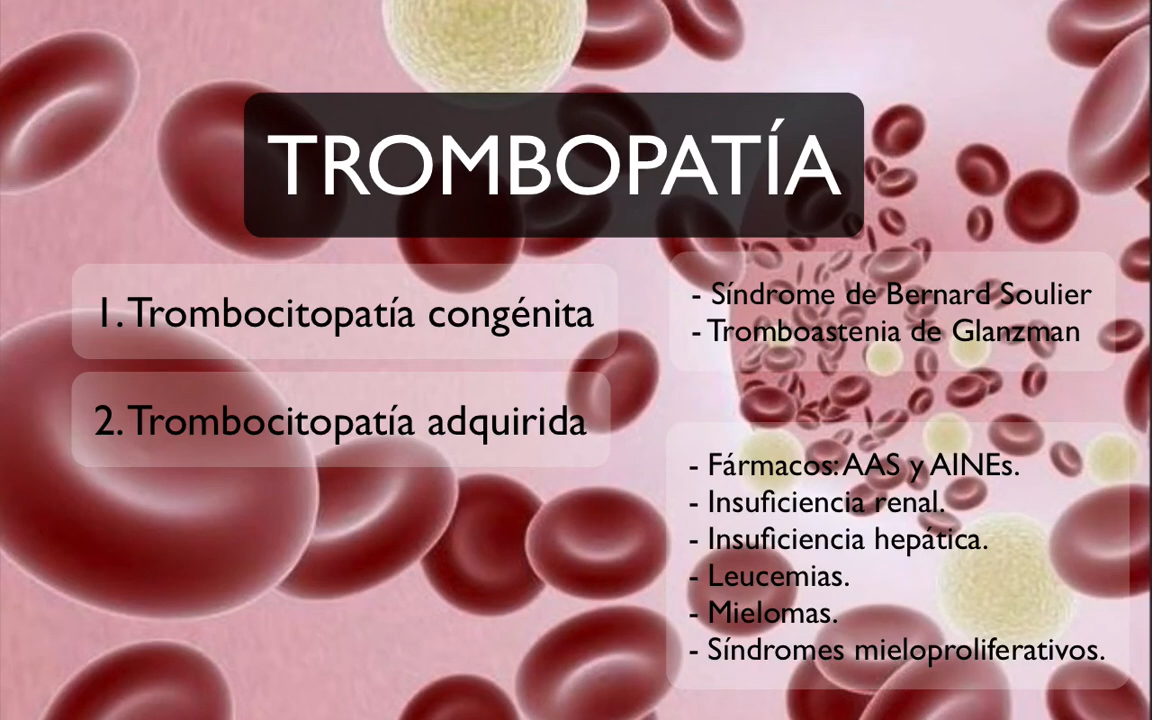 TROMBOPATÍA
1. Trombocitopatía congénita
- Síndrome de Bernard Soulier
- Tromboastenia de Glanzman
2. Trombocitopatía adquirida
- Fármacos: AAS y AINEs.
- Insuficiencia renal.
- Insuficiencia hepática.
- Leucemias.
- Mielomas.
- Síndromes mieloproliferativos.